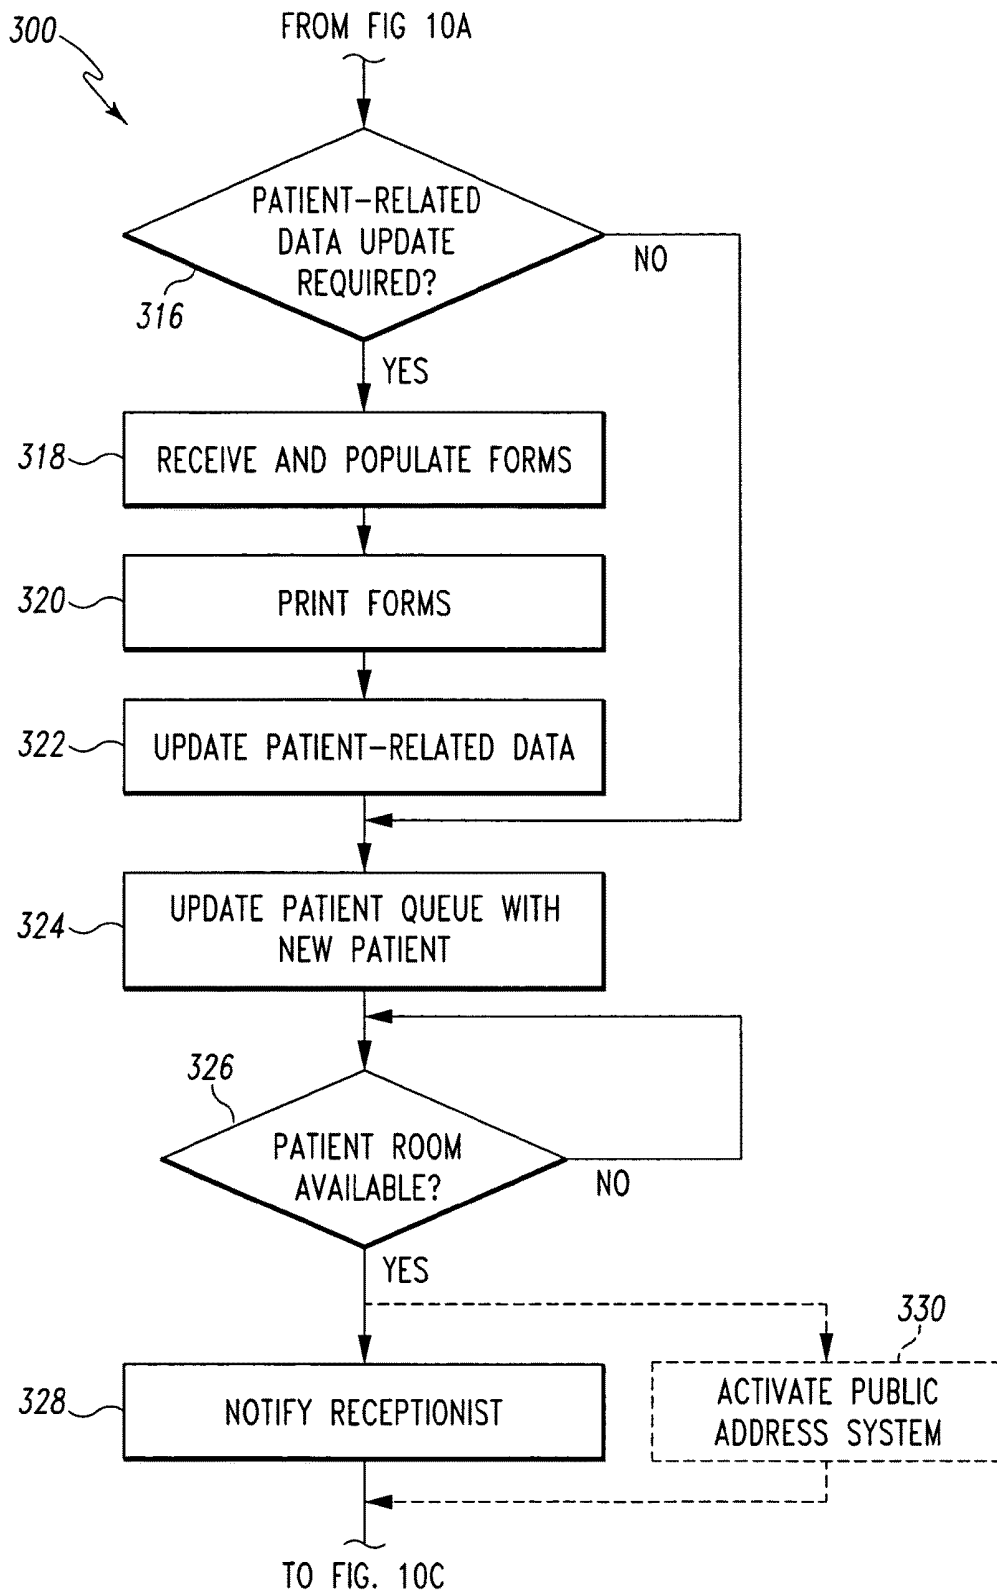 300
FROM FIG 10A
PATIENT-RELATED
DATA UPDATE
REQUIRED?
NO
316
YES
318
RECEIVE AND POPULATE FORMS
320
PRINT FORMS
322
UPDATE PATIENT-RELATED DATA
324
UPDATE PATIENT QUEUE WITH
NEW PATIENT
326
PATIENT ROOM
AVAILABLE?
NO
YES
330
328
NOTIFY RECEPTIONIST
ACTIVATE PUBLIC
ADDRESS SYSTEM
TO FIG. 10C